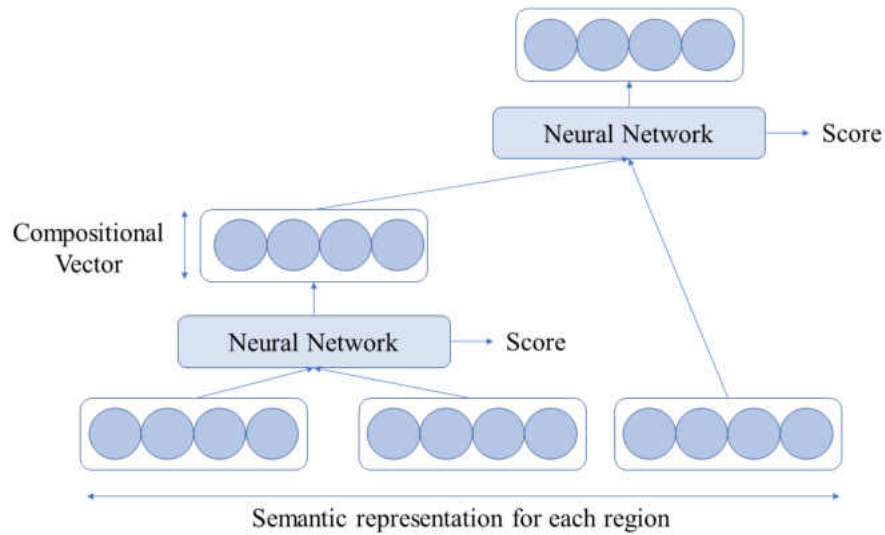 Neural Network
Score
Compositional
Vector
Neural Network
Score
Semantic representation for each region